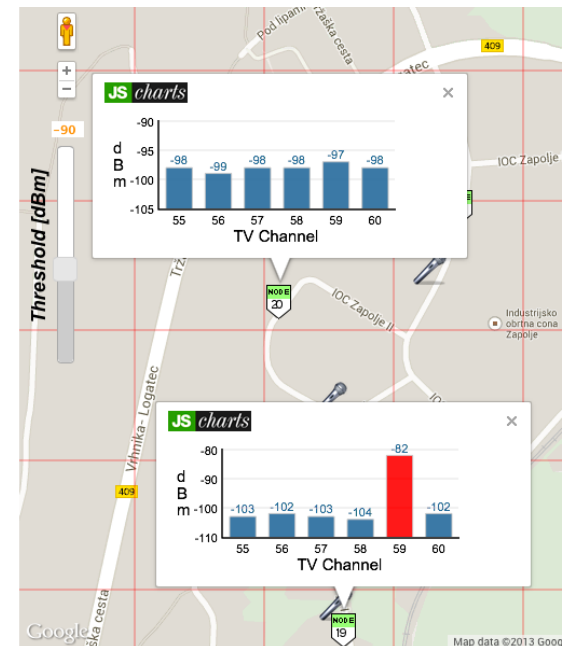 Pod lipami
Tržaška cesta
409
Logatec
+
−
-90
Threshold [dBm]
JS charts
×
d
B
m
-90
-95
-100
-105
-98
-99
-98
-98
-97
-98
55 56 57 58 59 60
TV Channel
IOC Zapolje
NODE
20
IOC Zapolje II
Industrijsko
obrtna cona
Zapolje
Vrhnika- Logatec
409
JS charts
×
d
B
m
-80
-90
-100
-110
-103
-102
-103
-104
-82
-102
55 56 57 58 59 60
TV Channel
NODE
19
Google
Map data ©2013 Goog